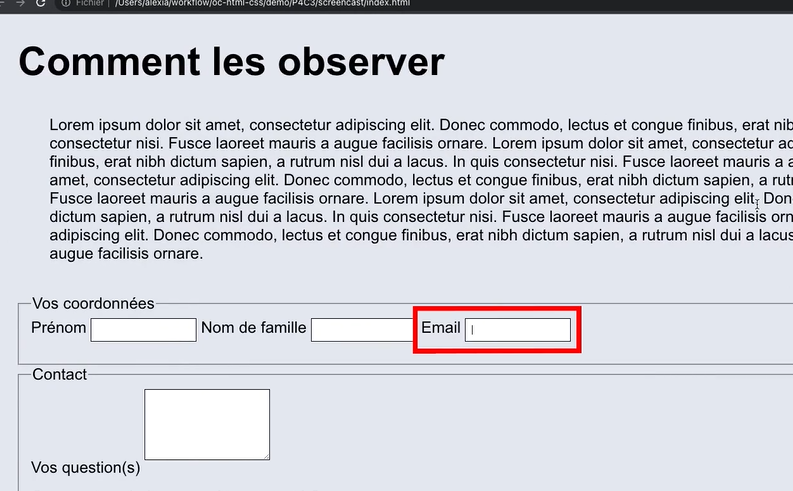 Fichier | /Users/alexia/workflow/oc-html-css/demo/P4C3/screencast/index.html
Comment les observer
Lorem ipsum dolor sit amet, consectetur adipiscing elit. Donec commodo, lectus et congue finibus, erat nib
consectetur nisi. Fusce laoreet mauris a augue facilisis ornare. Lorem ipsum dolor sit amet, consectetur ad
finibus, erat nibh dictum sapien, a rutrum nisl dui a lacus. In quis consectetur nisi. Fusce laoreet mauris a a
amet, consectetur adipiscing elit. Donec commodo, lectus et congue finibus, erat nibh dictum sapien, a rutr
Fusce laoreet mauris a augue facilisis ornare. Lorem ipsum dolor sit amet, consectetur adipiscing elit. Don
dictum sapien, a rutrum nisl dui a lacus. In quis consectetur nisi. Fusce laoreet mauris a augue facilisis orn
adipiscing elit. Donec commodo, lectus et congue finibus, erat nibh dictum sapien, a rutrum nisl dui a lacus
augue facilisis ornare.
Vos coordonnées
Prénom Nom de famille Email
Contact
Vos question(s)